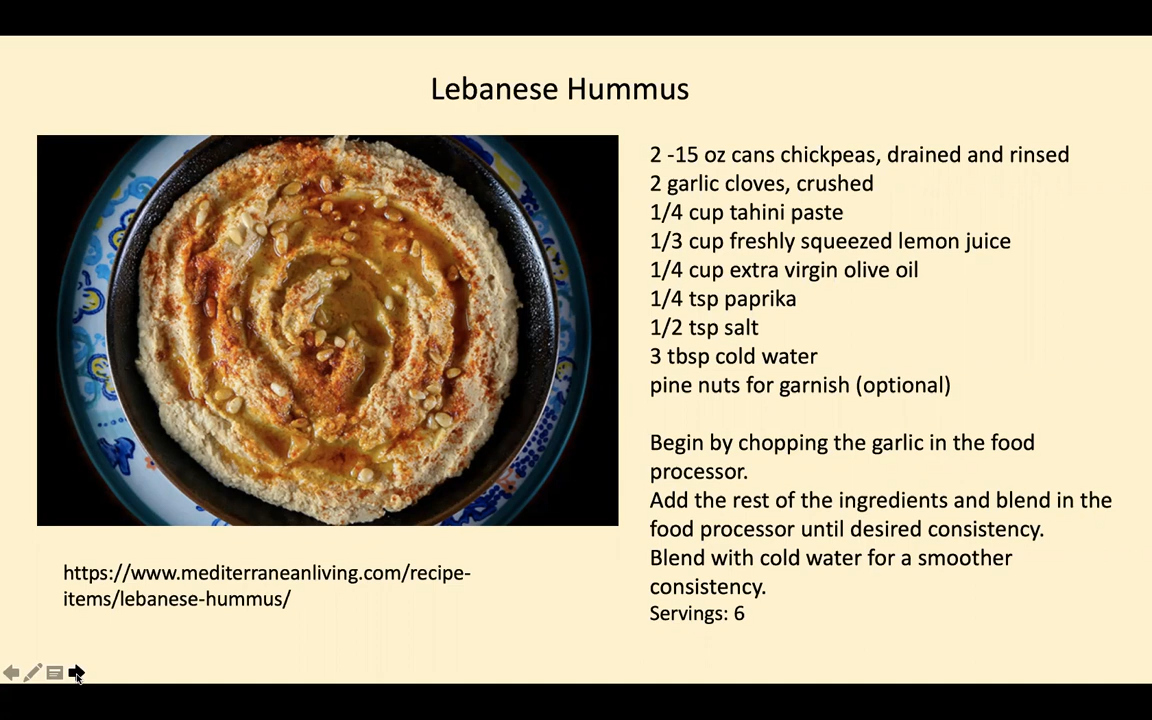 Lebanese Hummus
2 -15 oz cans chickpeas, drained and rinsed
2 garlic cloves, crushed
1/4 cup tahini paste
1/3 cup freshly squeezed lemon juice
1/4 cup extra virgin olive oil
1/4 tsp paprika
1/2 tsp salt
3 tbsp cold water
pine nuts for garnish (optional)
Begin by chopping the garlic in the food
processor.
Add the rest of the ingredients and blend in the
food processor until desired consistency.
Blend with cold water for a smoother
consistency.
Servings: 6
https://www.mediterraneanliving.com/recipe-
items/lebanese-hummus/